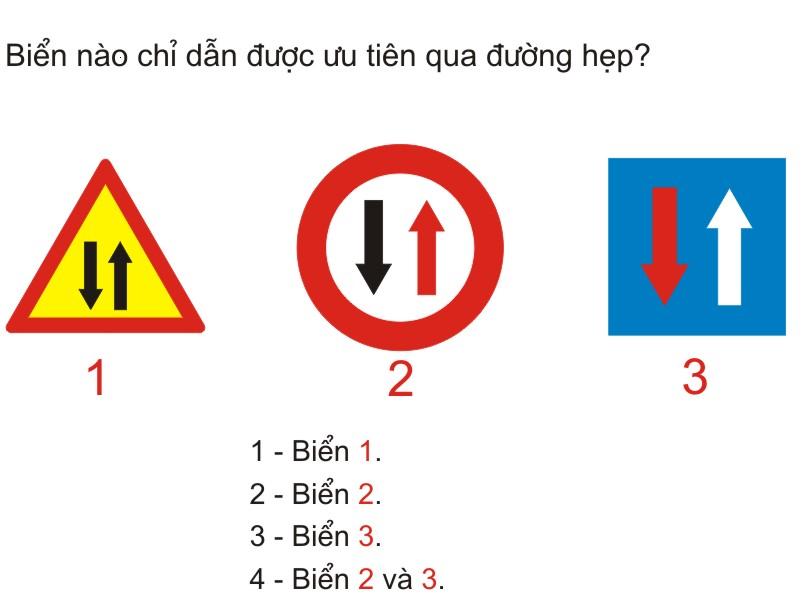 Biển nào chỉ dẫn được ưu tiên qua đường hẹp?
1 2 3
1 - Biển 1.
2 - Biển 2.
3 - Biển 3.
4 - Biển 2 và 3.